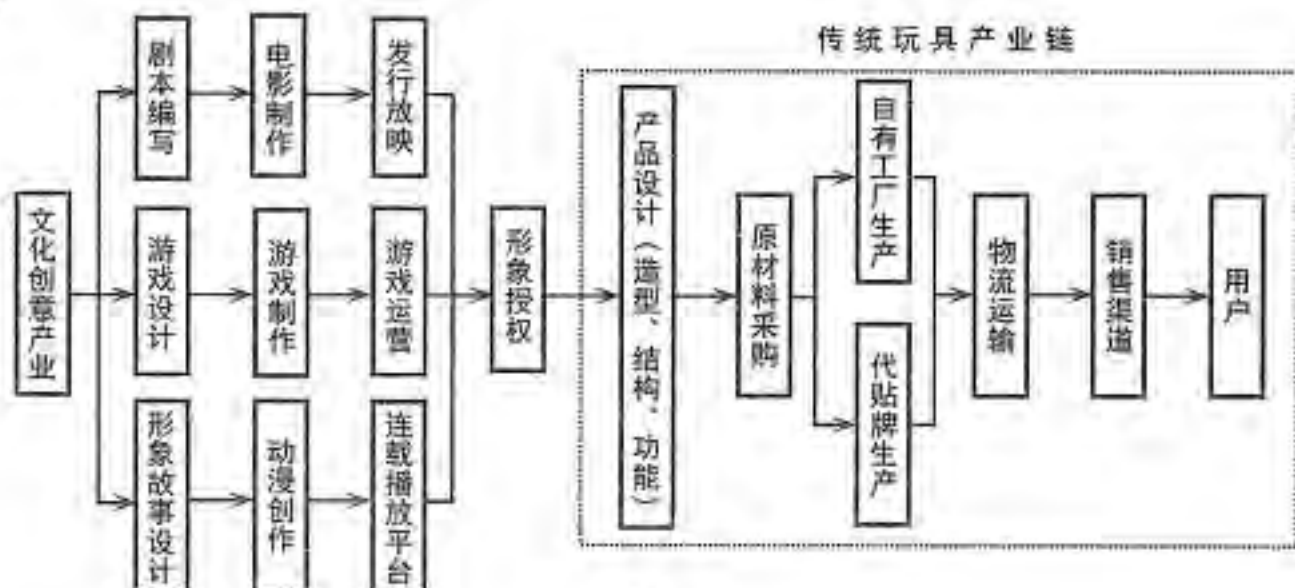 传统玩具产业链
文化创意产业
剧本编写
电影制作
发行放映
游戏设计
游戏制作
游戏运营
形象故事设计
动漫创作
连载播放平台
形象授权
产品设计（造型、结构、功能）
原材料采购
自有工厂生产
代贴牌生产
物流运输
销售渠道
用户